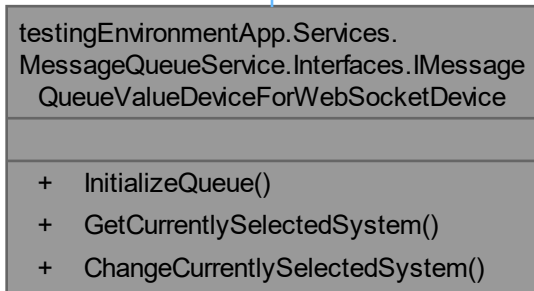 testingEnvironmentApp.Services.
MessageQueueService.Interfaces.IMessage
QueueValueDeviceForWebSocketDevice
+ InitializeQueue()
+ GetCurrentlySelectedSystem()
+ ChangeCurrentlySelectedSystem()